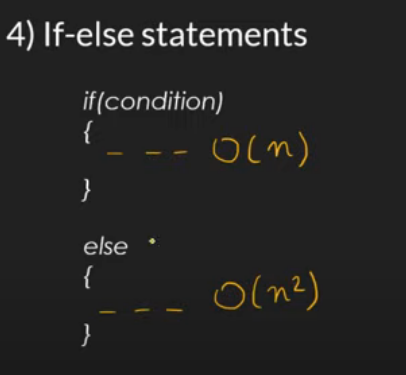 4) If-else statements
if(condition)
{
_ _ _ O(n)
}
else
{
_ _ _ O(n²)
}